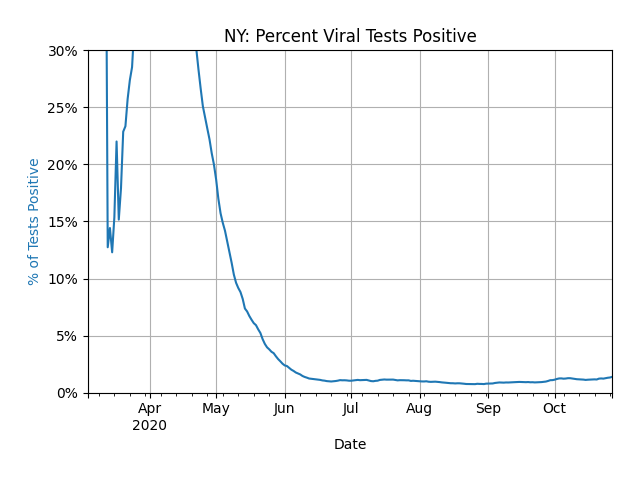 NY: Percent Viral Tests Positive
30%
25%
20%
15%
10%
5%
0%
% of Tests Positive
Apr May Jun Jul Aug Sep Oct
2020
Date